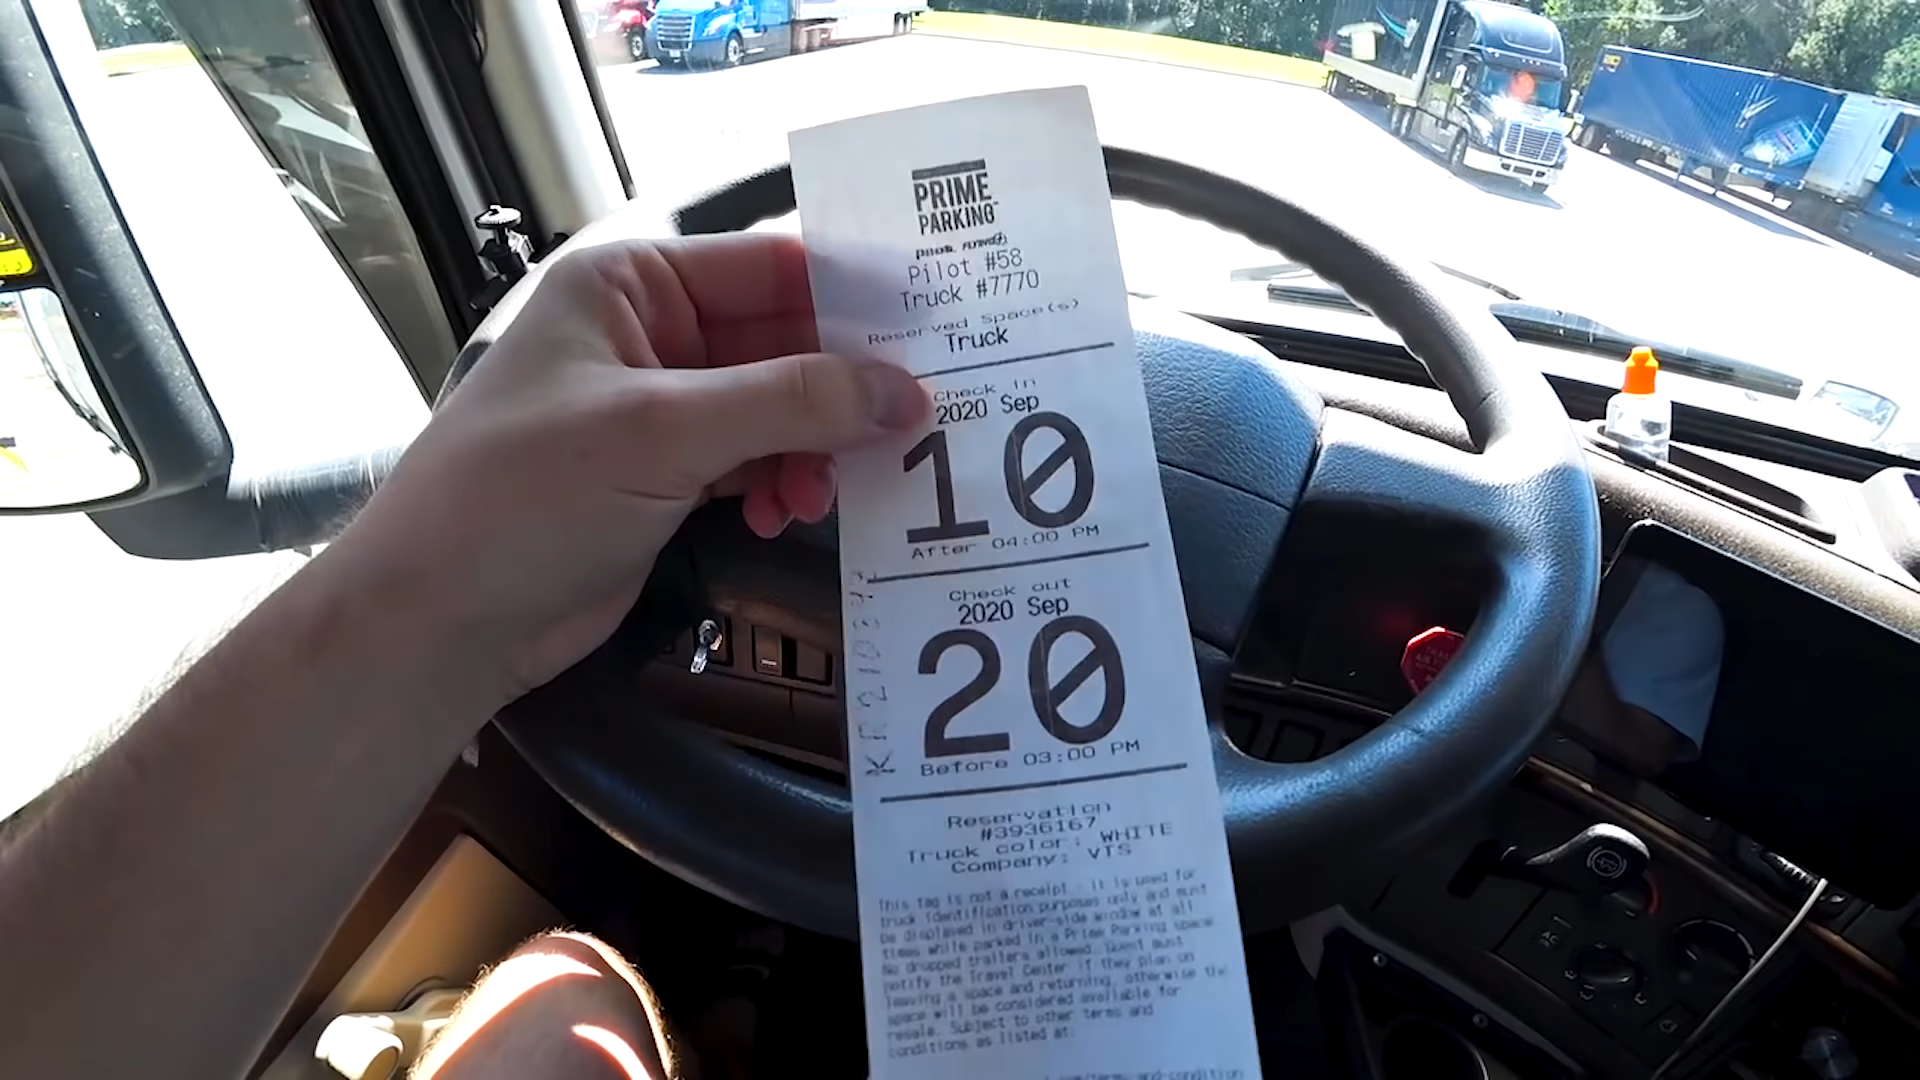 PRIME
PARKING
Pilot #58
Truck #7770
Reserved Space(s)
Truck
Check in
2020 Sep
10
After 04:00 PM
Check out
2020 Sep
20
Before 03:00 PM
Reservation
#3936167
Truck color: WHITE
Company: VTS
This tag is not a receipt. It is used for
truck identification purposes only and must
be displayed in driver-side window at all
times while parked in a Prime Parking space
No dropped trailers allowed. Guest must
notify the Travel Center if they plan on
leaving a space and returning, otherwise the
space will be considered available for
resale. Subject to other terms and
conditions as listed at: